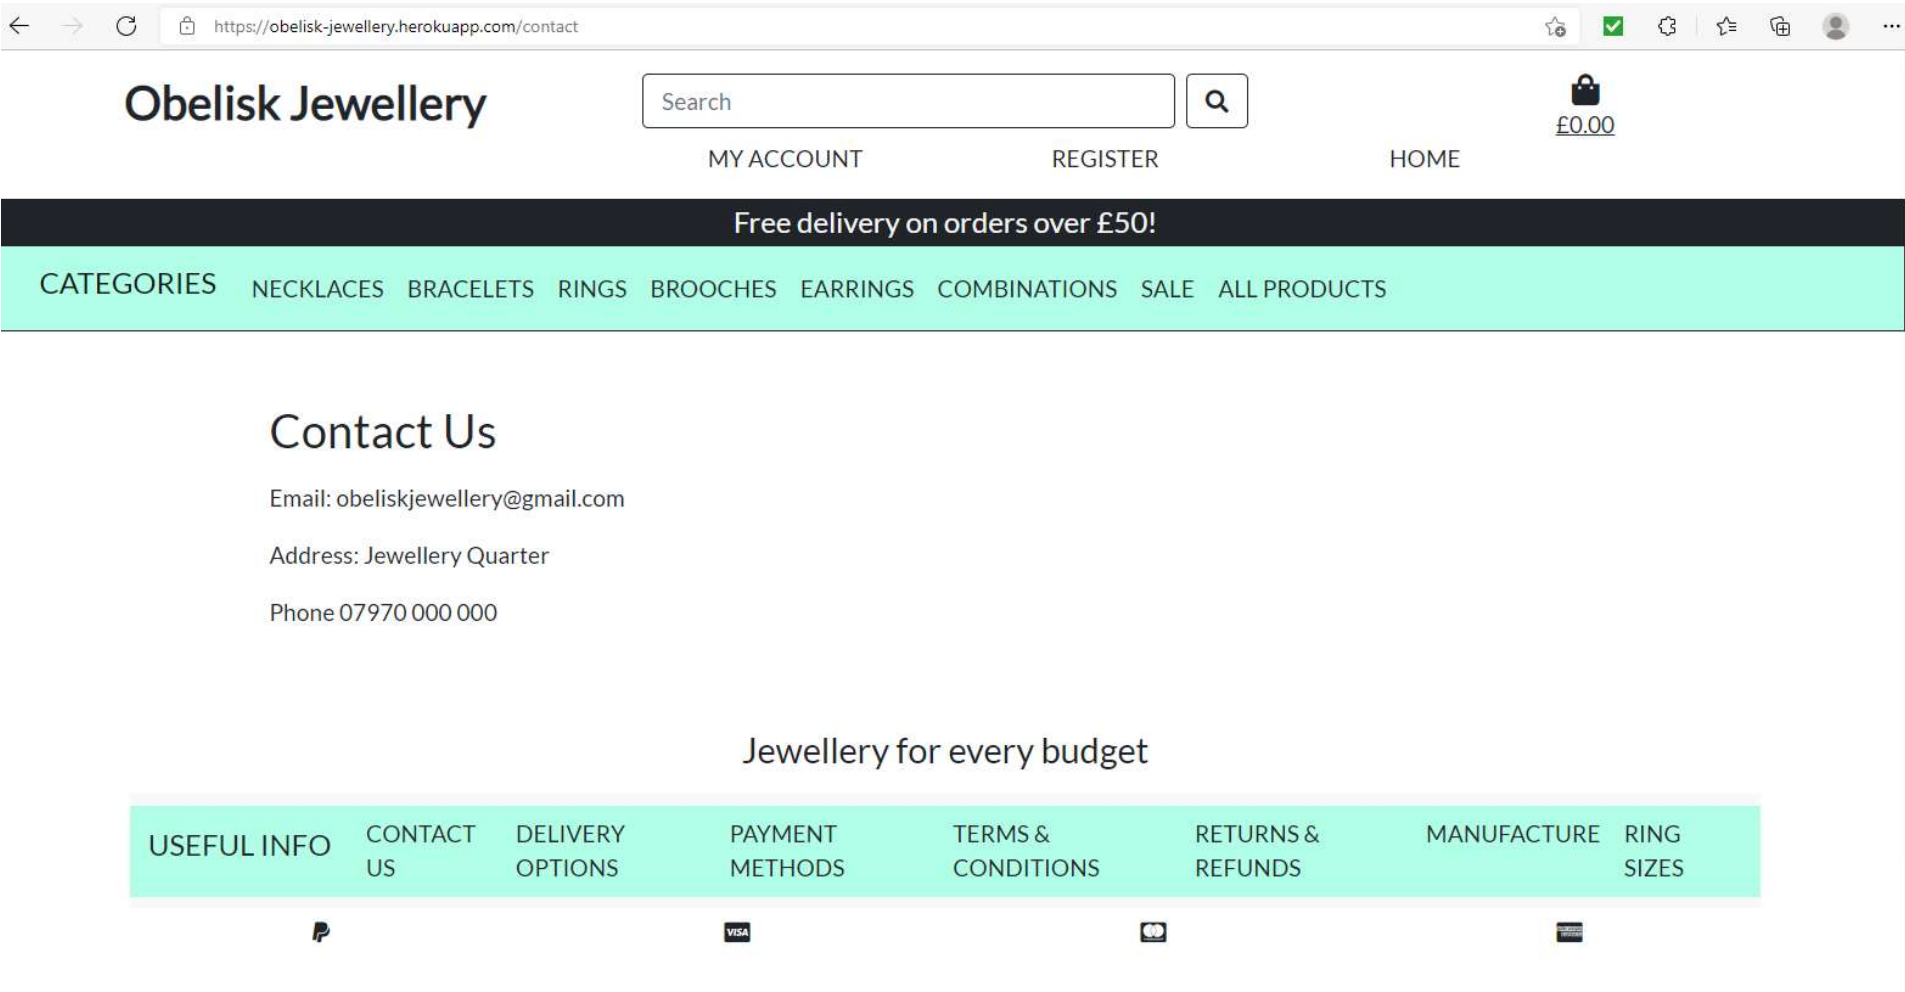 https://obelisk-jewellery.herokuapp.com/contact
Obelisk Jewellery
Search
£0.00
MY ACCOUNT REGISTER HOME
Free delivery on orders over £50!
CATEGORIES NECKLACES BRACELETS RINGS BROOCHES EARRINGS COMBINATIONS SALE ALL PRODUCTS
Contact Us
Email: obeliskjewellery@gmail.com
Address: Jewellery Quarter
Phone 07970 000 000
Jewellery for every budget
USEFUL INFO
CONTACT
US
DELIVERY
OPTIONS
PAYMENT
METHODS
TERMS &
CONDITIONS
RETURNS &
REFUNDS
MANUFACTURE
RING
SIZES
VISA